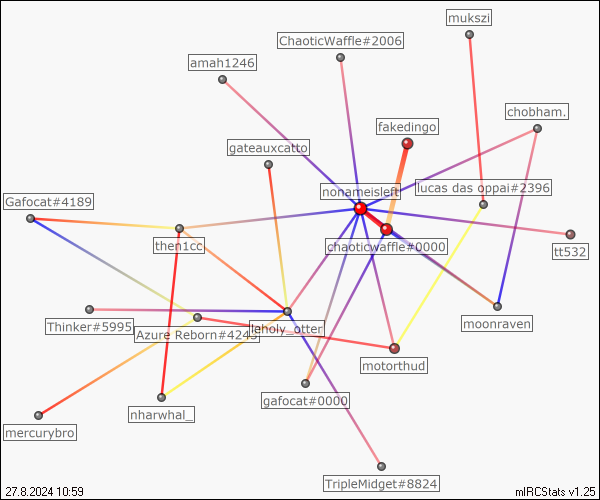 mukszi
ChaoticWaffle#2006
amah1246
chobham.
fakedingo
gateauxcatto
nonameisleft
lucas das oppai#2396
Gafocat#4189
then1cc
chaoticwaffle#0000
tt532
Thinker#5995
Azure Reborn#4243
leholy_otter
moonraven
motorthud
gafocat#0000
nharwhal_
mercurybro
TripleMidget#8824
27.8.2024 10:59
mIRCStats v1.25